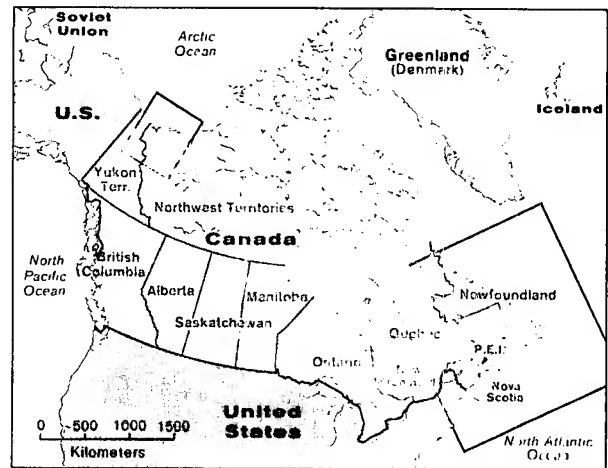 Soviet
Union
Arctic
Ocean
Greenland
(Denmark)
Iceland
U.S.
Yukon
Terr.
Northwest Territories
Canada
North
Pacific
Ocean
British
Columbia
Alberta
Manitoba
Saskatchewan
Newfoundland
Quebec
Ontario
P.E.I.
Nova
Scotia
United
States
0 500 1000 1500
Kilometers
North Atlantic
Ocean